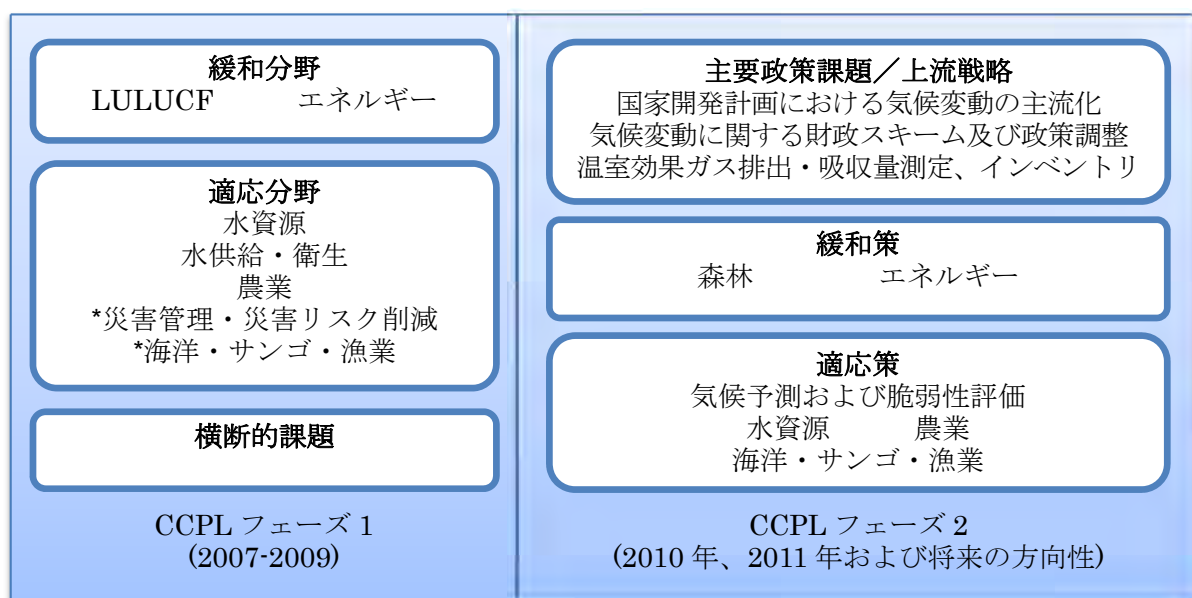 緩和分野
LULUCF エネルギー
適応分野
水資源
水供給・衛生
農業
*災害管理・災害リスク削減
*海洋・サンゴ・漁業
横断的課題
CCPL フェーズ 1
(2007-2009)
主要政策課題／上流戦略
国家開発計画における気候変動の主流化
気候変動に関する財政スキーム及び政策調整
温室効果ガス排出・吸収量測定、インベントリ
緩和策
森林 エネルギー
適応策
気候予測および脆弱性評価
水資源 農業
海洋・サンゴ・漁業
CCPL フェーズ 2
(2010 年、2011 年および将来の方向性)